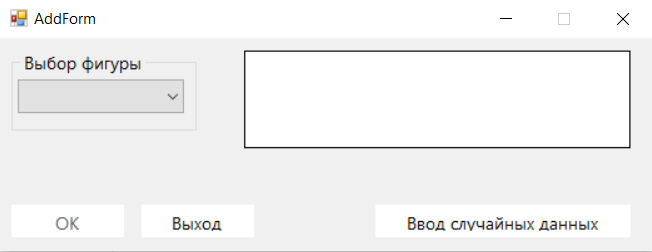 AddForm
Выбор фигуры
OK
Выход
Ввод случайных данных